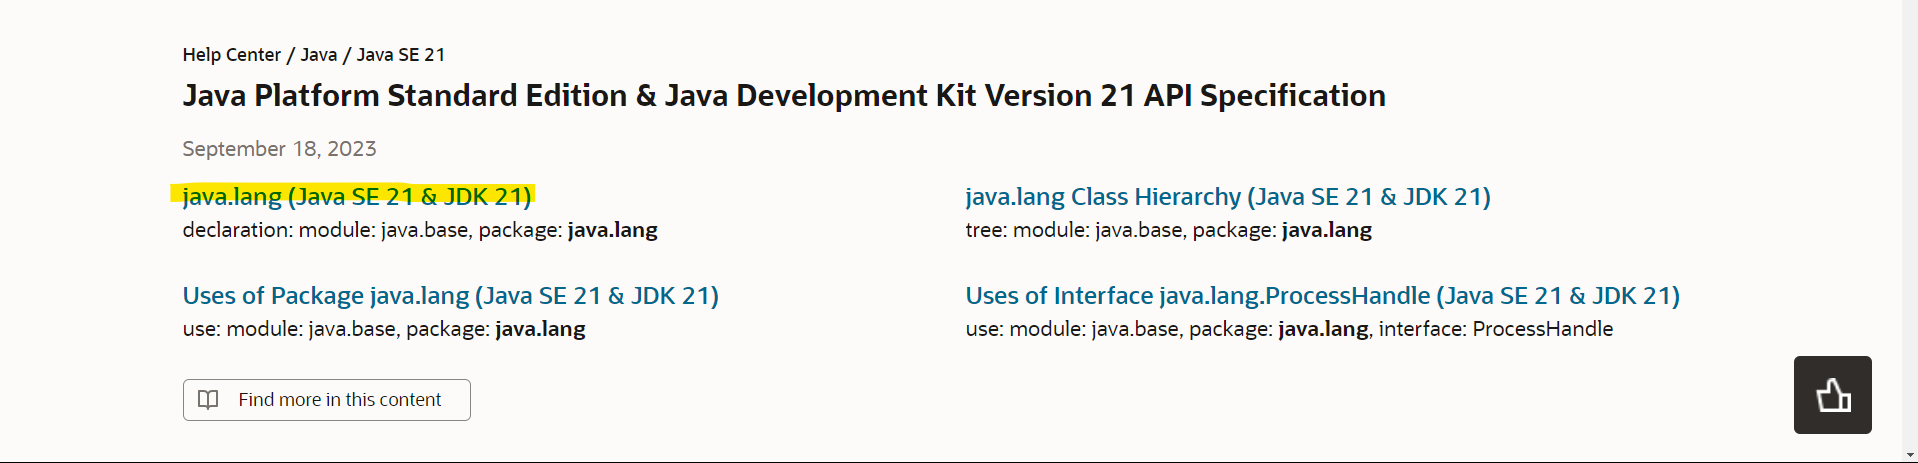 Help Center / Java / Java SE 21
Java Platform Standard Edition & Java Development Kit Version 21 API Specification
September 18, 2023
java.lang (Java SE 21 & JDK 21)
declaration: module: java.base, package: java.lang
java.lang Class Hierarchy (Java SE 21 & JDK 21)
tree: module: java.base, package: java.lang
Uses of Package java.lang (Java SE 21 & JDK 21)
use: module: java.base, package: java.lang
Uses of Interface java.lang.ProcessHandle (Java SE 21 & JDK 21)
use: module: java.base, package: java.lang, interface: ProcessHandle
Find more in this content